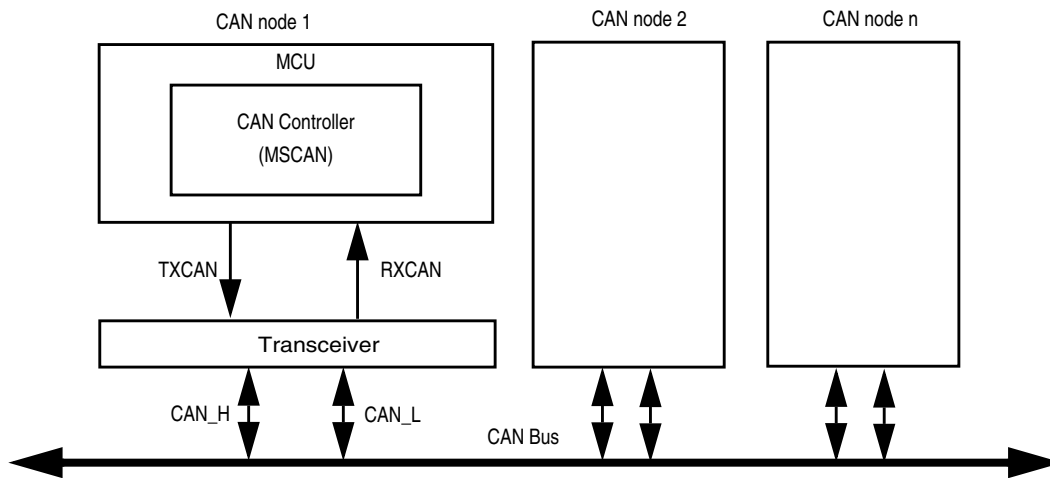 CAN node 1
CAN node 2
CAN node n
MCU
CAN Controller
(MSCAN)
TXCAN
RXCAN
Transceiver
CAN_H
CAN_L
CAN Bus